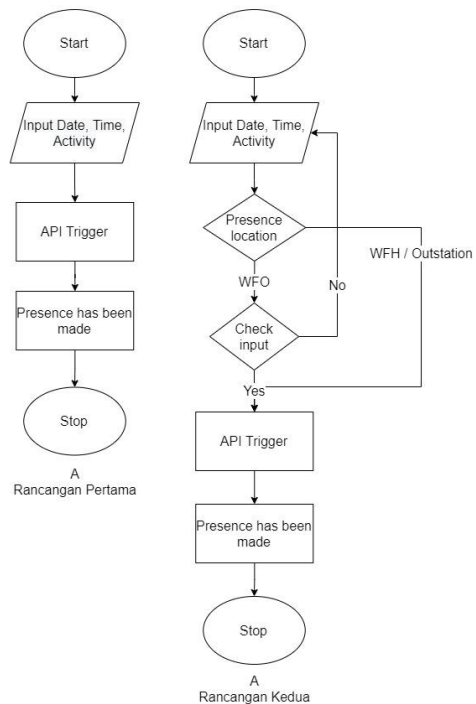 Start
Input Date, Time,
Activity
API Trigger
Presence has been
made
Stop
A
Rancangan Pertama
Start
Input Date, Time,
Activity
Presence
location
WFH / Outstation
WFO
No
Check
input
Yes
API Trigger
Presence has been
made
Stop
A
Rancangan Kedua